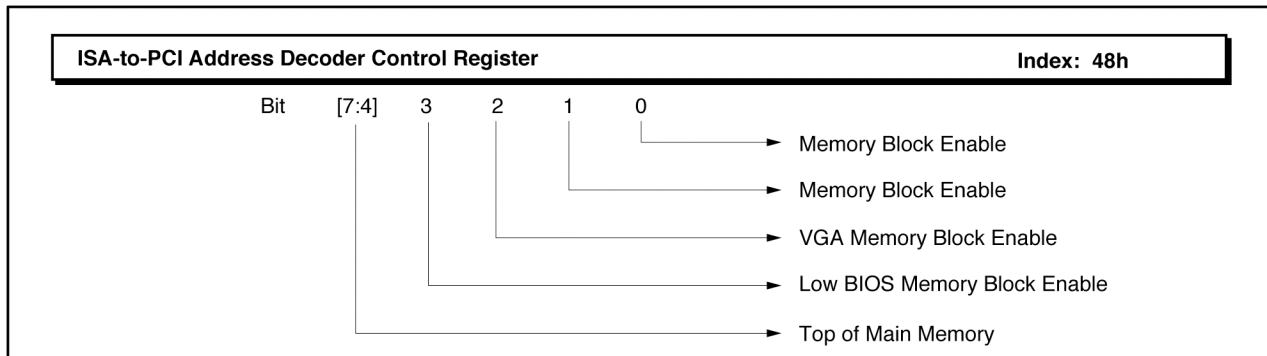 ISA-to-PCI Address Decoder Control Register Index: 48h
Bit [7:4] 3 2 1 0
Memory Block Enable
Memory Block Enable
VGA Memory Block Enable
Low BIOS Memory Block Enable
Top of Main Memory